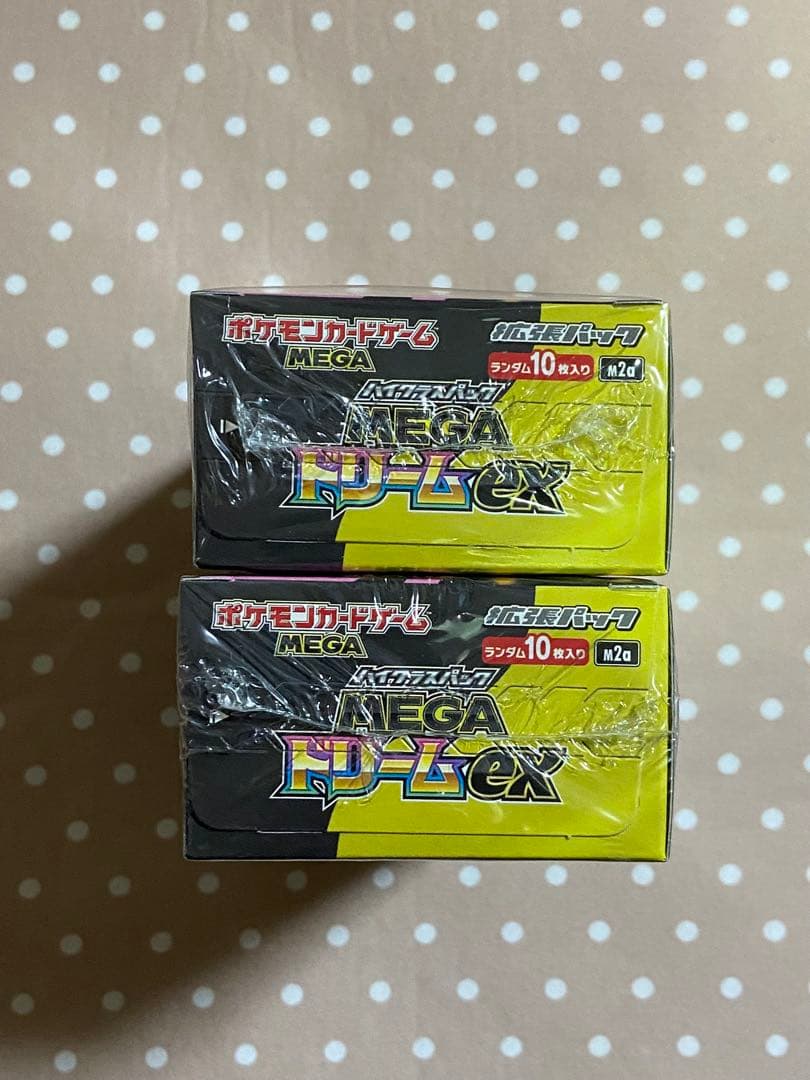 ポケモンカードゲーム
MEGA
拡張パック
ランダム10枚入り
M2a
ハイクラスパック
MEGA
ドリームex
ポケモンカードゲーム
MEGA
拡張パック
ランダム10枚入り
M2a
ハイクラスパック
MEGA
ドリームex